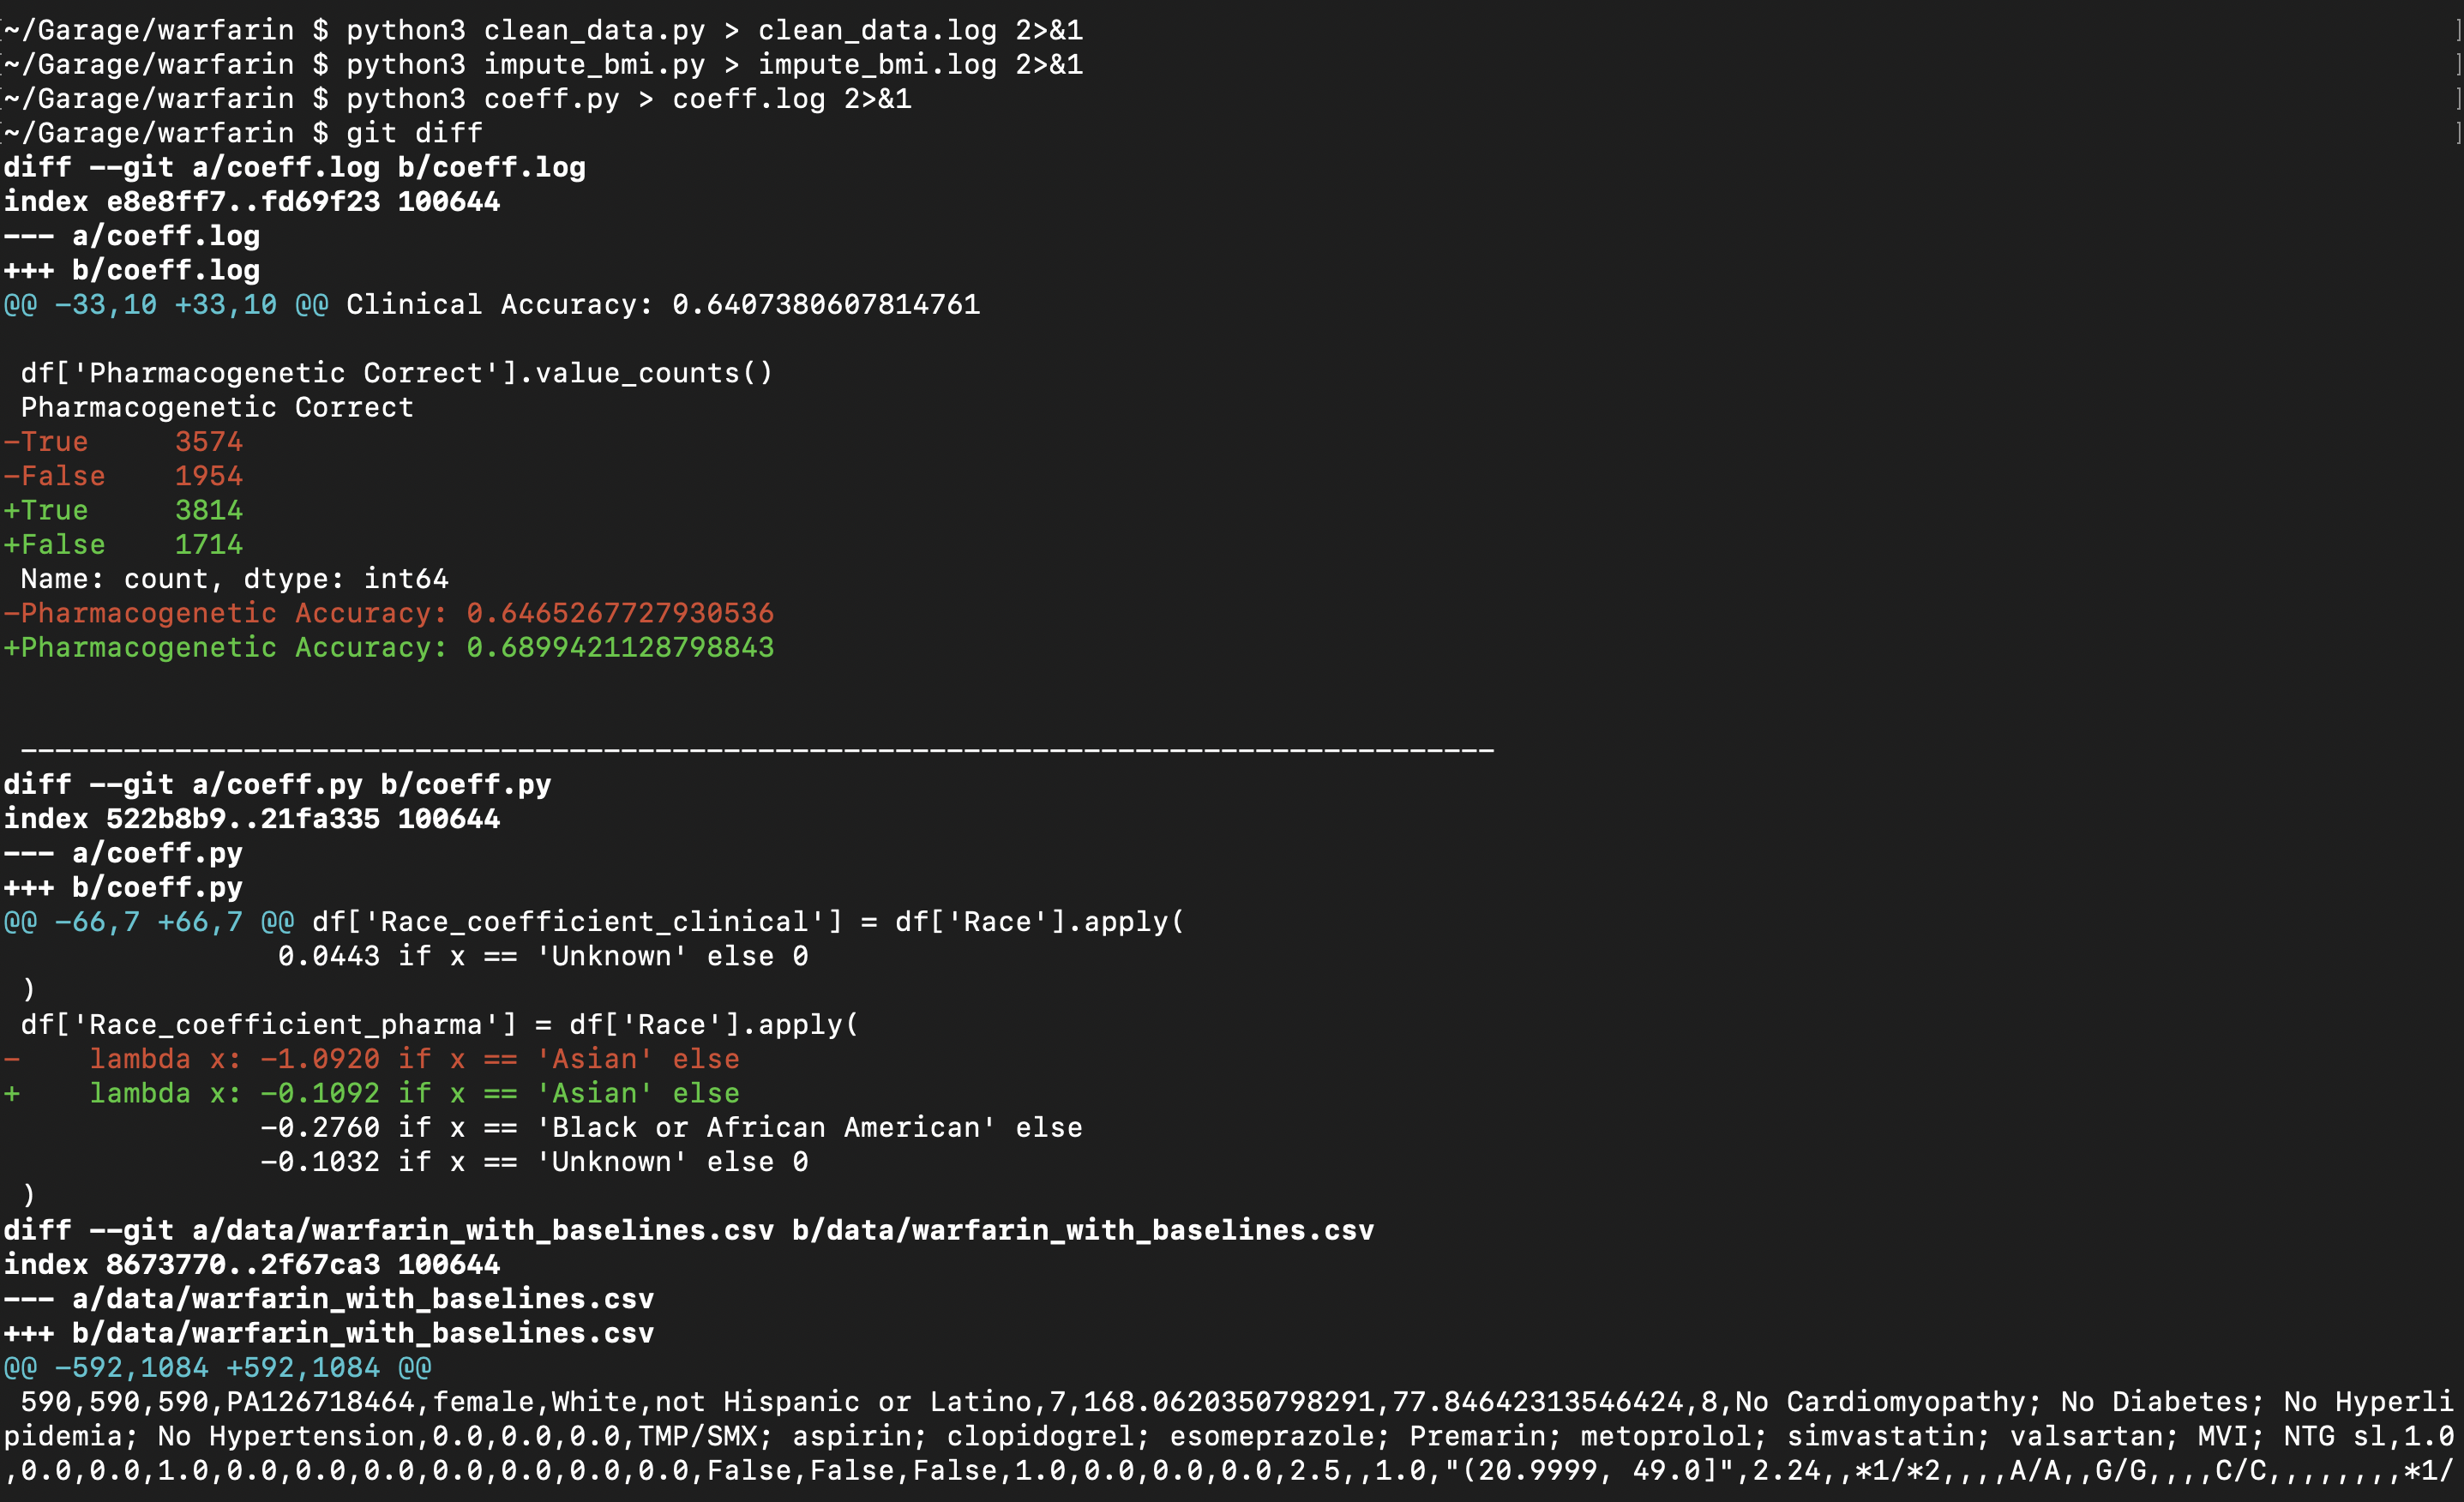 ~/Garage/warfarin $ python3 clean_data.py > clean_data.log 2>&1
~/Garage/warfarin $ python3 impute_bmi.py > impute_bmi.log 2>&1
~/Garage/warfarin $ python3 coeff.py > coeff.log 2>&1
~/Garage/warfarin $ git diff
diff --git a/coeff.log b/coeff.log
index e8e8ff7..fd69f23 100644
--- a/coeff.log
+++ b/coeff.log
@@ -33,10 +33,10 @@ Clinical Accuracy: 0.6407380607814761
 df['Pharmacogenetic Correct'].value_counts()
 Pharmacogenetic Correct
-True     3574
-False    1954
+True     3814
+False    1714
 Name: count, dtype: int64
-Pharmacogenetic Accuracy: 0.6465267727930536
+Pharmacogenetic Accuracy: 0.6899421128798843
 --------------------------------------------------------------------------------------
diff --git a/coeff.py b/coeff.py
index 522b8b9..21fa335 100644
--- a/coeff.py
+++ b/coeff.py
@@ -66,7 +66,7 @@ df['Race_coefficient_clinical'] = df['Race'].apply(
                0.0443 if x == 'Unknown' else 0
 )
 df['Race_coefficient_pharma'] = df['Race'].apply(
-    lambda x: -1.0920 if x == 'Asian' else
+    lambda x: -0.1092 if x == 'Asian' else
               -0.2760 if x == 'Black or African American' else
               -0.1032 if x == 'Unknown' else 0
 )
diff --git a/data/warfarin_with_baselines.csv b/data/warfarin_with_baselines.csv
index 8673770..2f67ca3 100644
--- a/data/warfarin_with_baselines.csv
+++ b/data/warfarin_with_baselines.csv
@@ -592,1084 +592,1084 @@
 590,590,590,PA126718464,female,White,not Hispanic or Latino,7,168.0620350798291,77.84642313546424,8,No Cardiomyopathy; No Diabetes; No Hyperli
pidemia; No Hypertension,0.0,0.0,0.0,TMP/SMX; aspirin; clopidogrel; esomeprazole; Premarin; metoprolol; simvastatin; valsartan; MVI; NTG sl,1.0
,0.0,0.0,1.0,0.0,0.0,0.0,0.0,0.0,0.0,0.0,False,False,False,1.0,0.0,0.0,0.0,2.5,,1.0,"(20.9999, 49.0]",2.24,,*1/*2,,,,A/A,,G/G,,,,C/C,,,,,,,,*1/